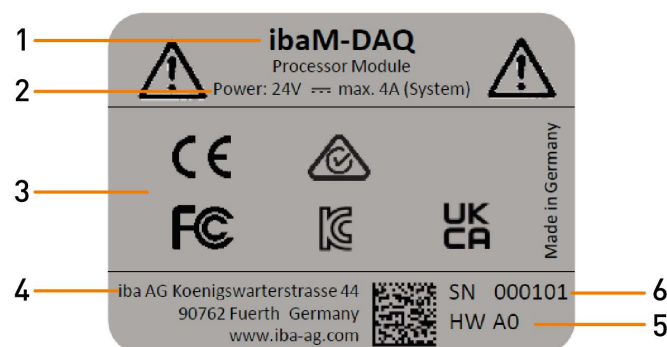 1
ibaM-DAQ
Processor Module
2
Power: 24V ⎓ max. 4A (System)
3
CE
FC
UK
CA
Made in Germany
4
iba AG Koenigswarterstrasse 44
90762 Fuerth Germany
www.iba-ag.com
SN 000101
6
HW A0
5